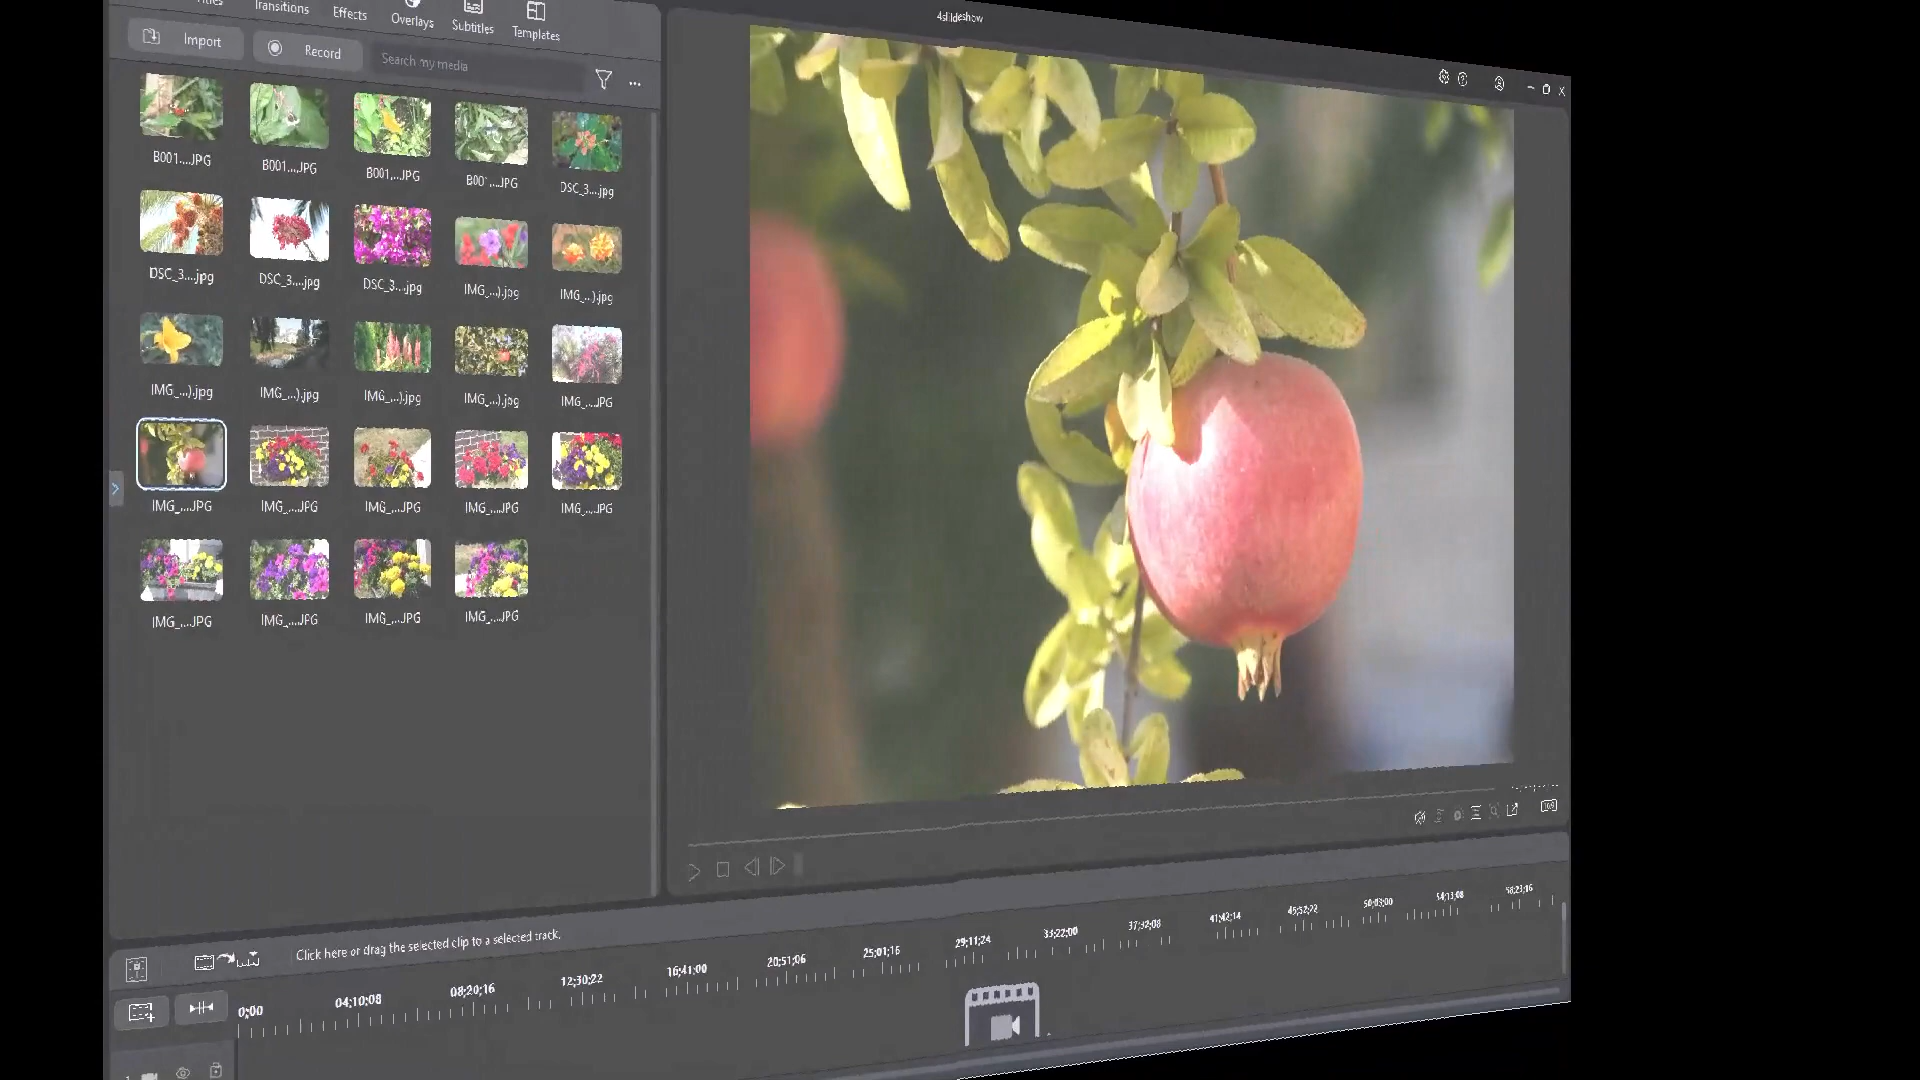 4slideshow
Transitions
Effects
Overlays
Subtitles
Templates
Import
Record
Search my media
B001....JPG
B001....JPG
B001....JPG
DSC_3....jpg
DSC_3....jpg
DSC_3....jpg
DSC_3....jpg
IMG_...).jpg
IMG_...).jpg
IMG_...).jpg
IMG_...).jpg
IMG_...).jpg
IMG_...).jpg
IMG_....JPG
IMG_....JPG
IMG_....JPG
IMG_....JPG
IMG_....JPG
IMG_....JPG
IMG_....JPG
IMG_....JPG
IMG_....JPG
IMG_....JPG
Click here or drag the selected clip to a selected track.
0;00
04;10;08
08;20;16
12;30;22
16;41;00
20;51;06
25;01;16
29;11;24
33;22;00
37;32;08
41;42;14
45;52;22
50;03;00
54;13;08
58;23;16